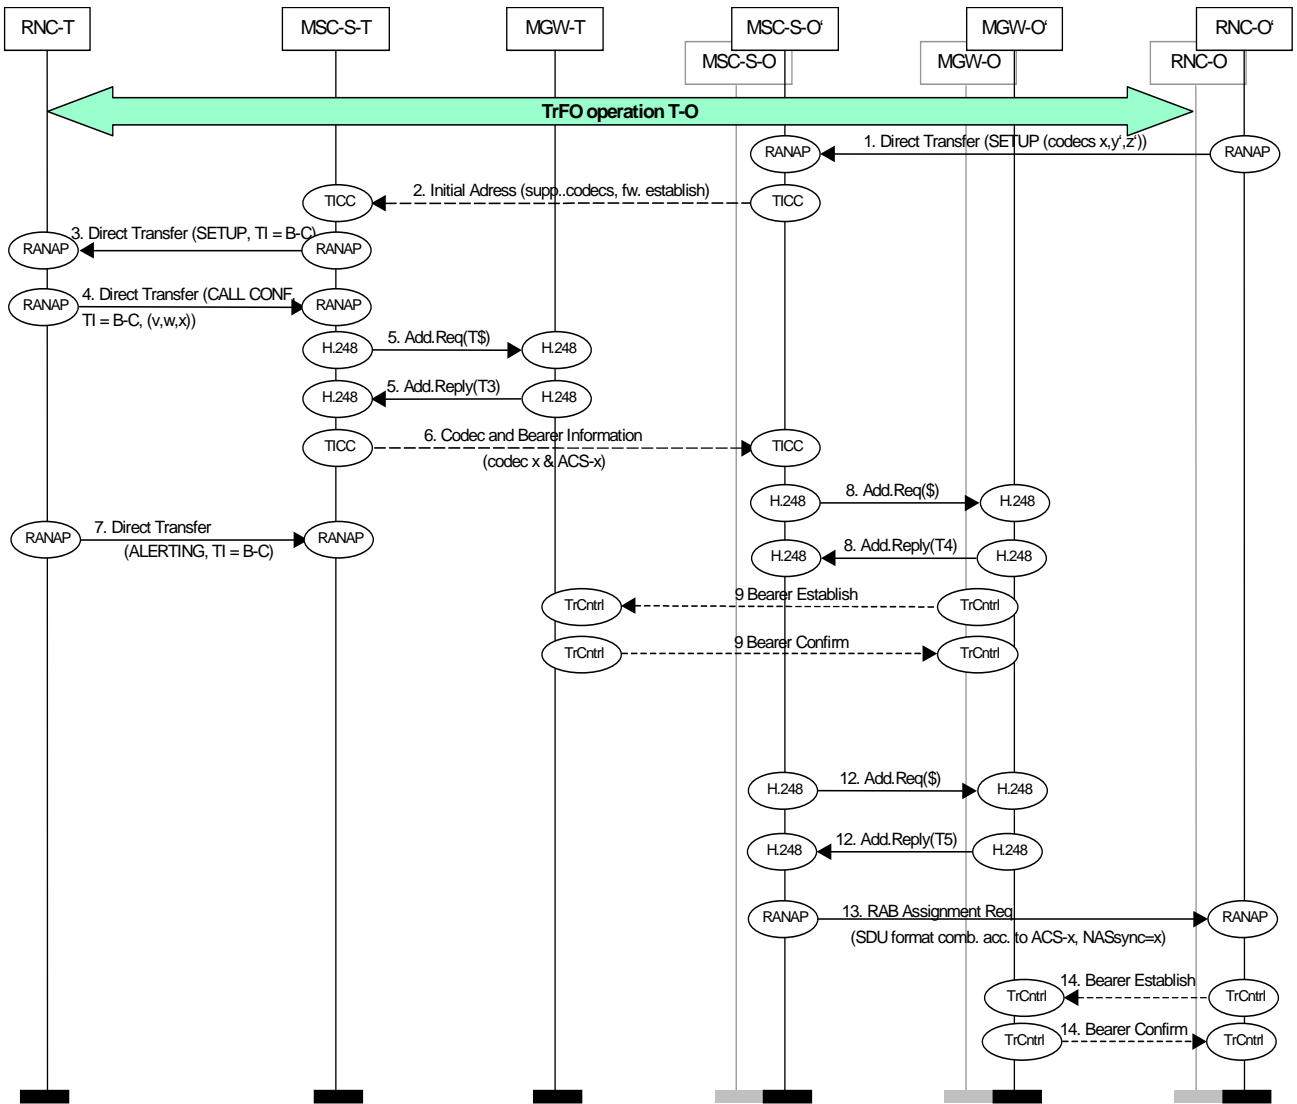 RNC-T
MSC-S-T
MGW-T
MSC-S-O'
MGW-O'
RNC-O'
MSC-S-O
MGW-O
RNC-O
TrFO operation T-O
RANAP
1. Direct Transfer (SETUP (codecs x,y',z'))
RANAP
TICC
2. Initial Adress (supp..codecs, fw. establish)
TICC
RANAP
3. Direct Transfer (SETUP, TI = B-C)
RANAP
RANAP
4. Direct Transfer (CALL CONF,
TI = B-C, (v,w,x))
RANAP
H.248
5. Add.Req(T$)
H.248
H.248
5. Add.Reply(T3)
H.248
TICC
6. Codec and Bearer Information
(codec x & ACS-x)
TICC
H.248
8. Add.Req($)
H.248
RANAP
7. Direct Transfer
(ALERTING, TI = B-C)
RANAP
H.248
8. Add.Reply(T4)
H.248
TrCntrl
9 Bearer Establish
TrCntrl
TrCntrl
9 Bearer Confirm
TrCntrl
H.248
12. Add.Req($)
H.248
H.248
12. Add.Reply(T5)
H.248
RANAP
13. RAB Assignment Req
(SDU format comb. acc. to ACS-x, NASsync=x)
RANAP
TrCntrl
14. Bearer Establish
TrCntrl
TrCntrl
14. Bearer Confirm
TrCntrl